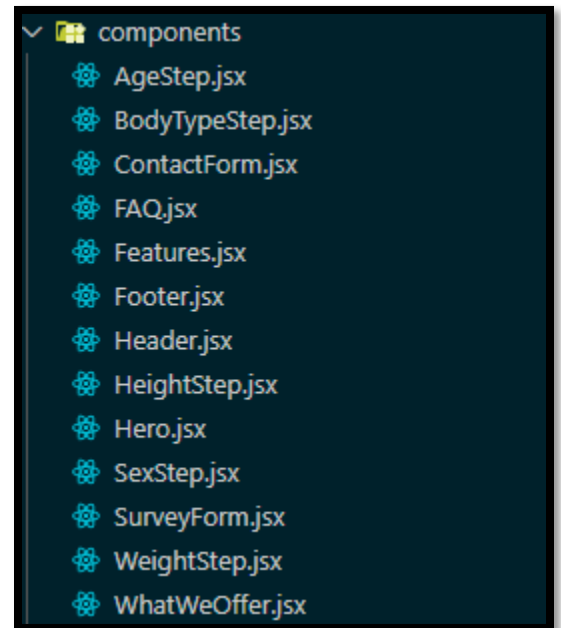 components
AgeStep.jsx
BodyTypeStep.jsx
ContactForm.jsx
FAQ.jsx
Features.jsx
Footer.jsx
Header.jsx
HeightStep.jsx
Hero.jsx
SexStep.jsx
SurveyForm.jsx
WeightStep.jsx
WhatWeOffer.jsx